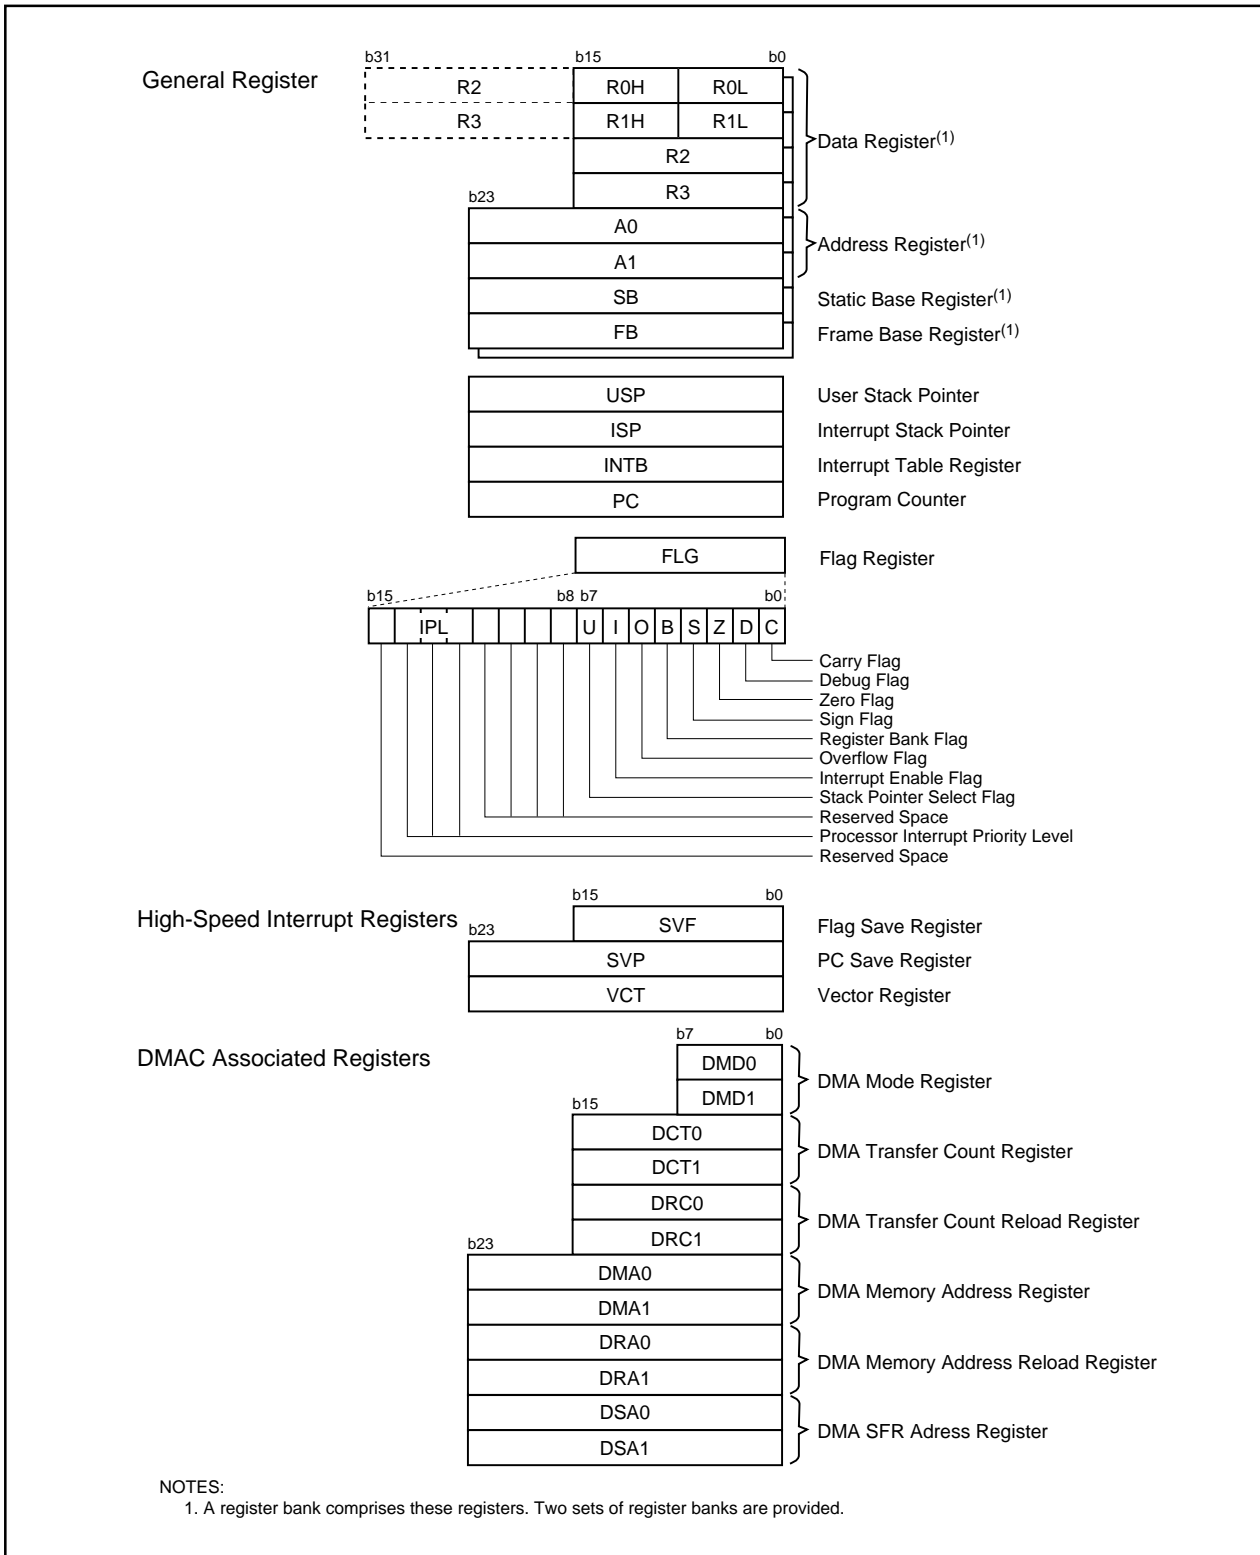 b31 b15 b0
General Register R2 R0H R0L
R3 R1H R1L
Data Register(1)
R2
R3
b23
A0
Address Register(1)
A1
SB Static Base Register(1)
FB Frame Base Register(1)
USP User Stack Pointer
ISP Interrupt Stack Pointer
INTB Interrupt Table Register
PC Program Counter
FLG Flag Register
b15 b8 b7 b0
IPL U I O B S Z D C
Carry Flag
Debug Flag
Zero Flag
Sign Flag
Register Bank Flag
Overflow Flag
Interrupt Enable Flag
Stack Pointer Select Flag
Reserved Space
Processor Interrupt Priority Level
Reserved Space
b15 b0
High-Speed Interrupt Registers SVF Flag Save Register
b23
SVP PC Save Register
VCT Vector Register
b7 b0
DMAC Associated Registers DMD0
DMA Mode Register
DMD1
b15
DCT0
DMA Transfer Count Register
DCT1
DRC0
DMA Transfer Count Reload Register
DRC1
b23
DMA0
DMA Memory Address Register
DMA1
DRA0
DMA Memory Address Reload Register
DRA1
DSA0
DMA SFR Adress Register
DSA1
NOTES:
1. A register bank comprises these registers. Two sets of register banks are provided.